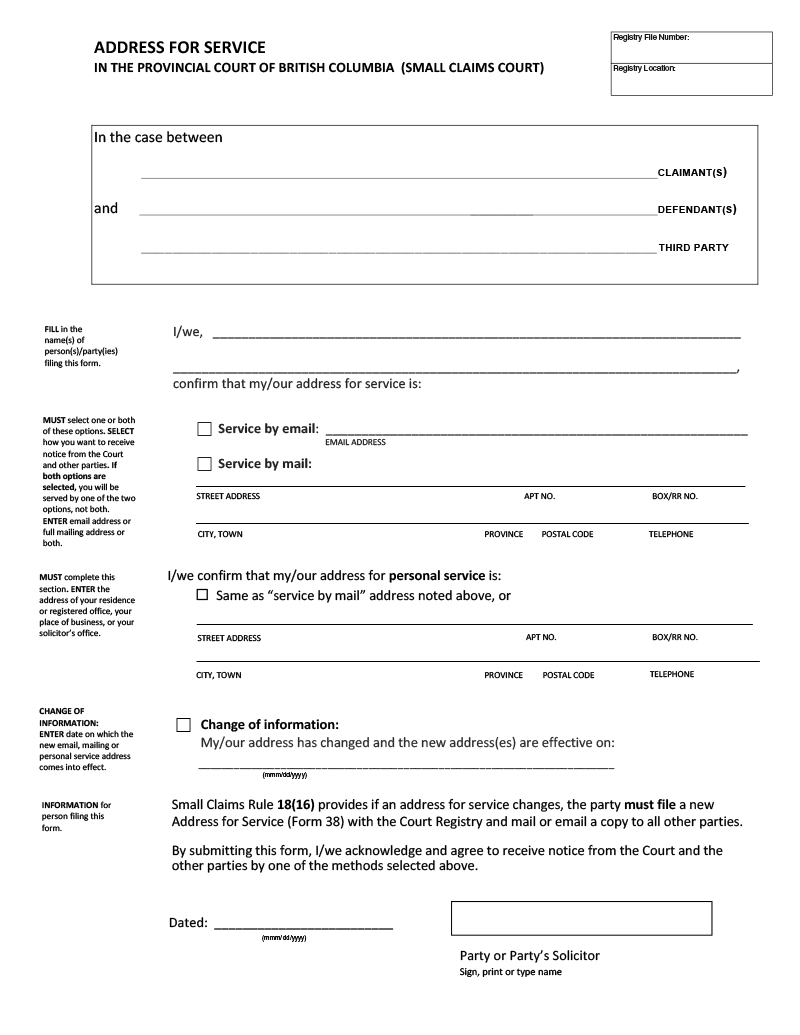 ADDRESS FOR SERVICE
IN THE PROVINCIAL COURT OF BRITISH COLUMBIA (SMALL CLAIMS COURT)
Registry File Number:
Registry Location:
In the case between
CLAIMANT(S)
and
DEFENDANT(S)
THIRD PARTY
FILL in the
name(s) of
person(s)/party(ies)
filing this form.
I/we,
,
confirm that my/our address for service is:
MUST select one or both
of these options. SELECT
how you want to receive
notice from the Court
and other parties. If
both options are
selected, you will be
served by one of the two
options, not both.
ENTER email address or
full mailing address or
both.
Service by email:
EMAIL ADDRESS
Service by mail:
STREET ADDRESS APT NO. BOX/RR NO.
CITY, TOWN PROVINCE POSTAL CODE TELEPHONE
MUST complete this
section. ENTER the
address of your residence
or registered office, your
place of business, or your
solicitor's office.
I/we confirm that my/our address for personal service is:
Same as “service by mail” address noted above, or
STREET ADDRESS APT NO. BOX/RR NO.
CITY, TOWN PROVINCE POSTAL CODE TELEPHONE
CHANGE OF
INFORMATION:
ENTER date on which the
new email, mailing or
personal service address
comes into effect.
Change of information:
My/our address has changed and the new address(es) are effective on:
(mmm/dd/yyyy)
INFORMATION for
person filing this
form.
Small Claims Rule 18(16) provides if an address for service changes, the party must file a new
Address for Service (Form 38) with the Court Registry and mail or email a copy to all other parties.
By submitting this form, I/we acknowledge and agree to receive notice from the Court and the
other parties by one of the methods selected above.
Dated:
(mmm/dd/yyyy)
Party or Party’s Solicitor
Sign, print or type name